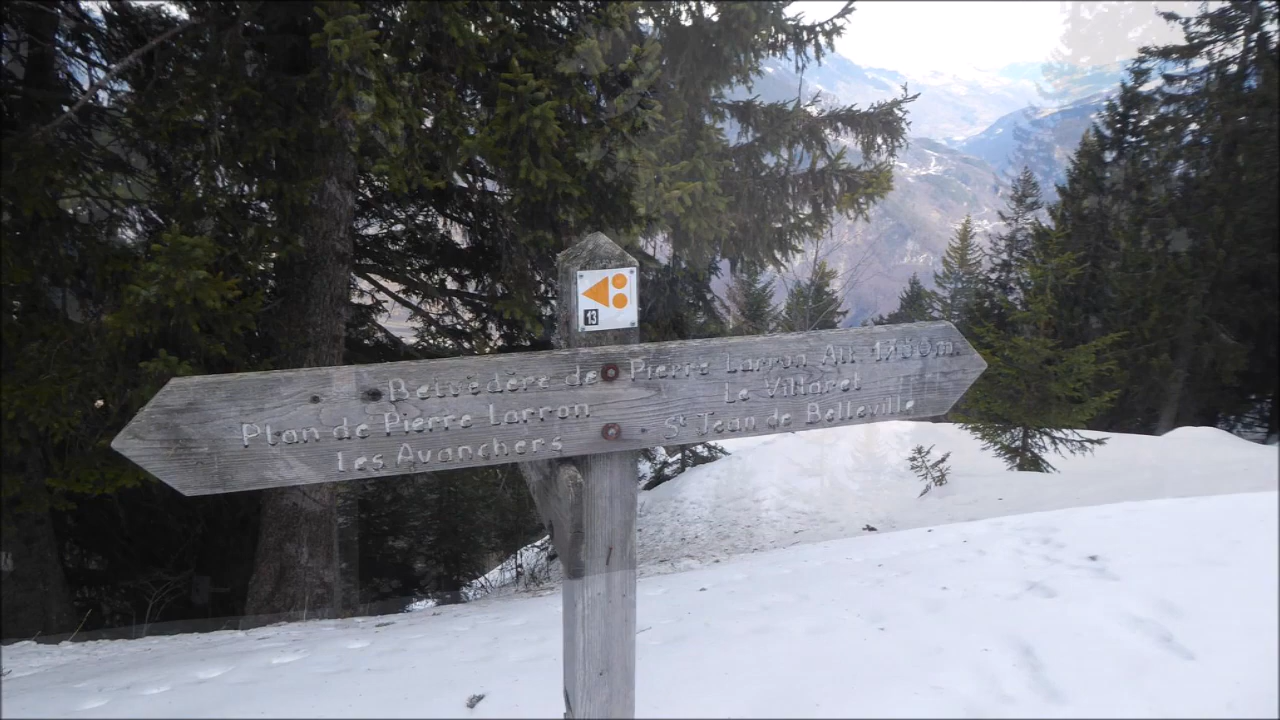 13
Belvédère de Pierre Larron Alt 1750m.
Plan de Pierre Larron
Le Villaret
les Avanchers
St Jean de Belleville